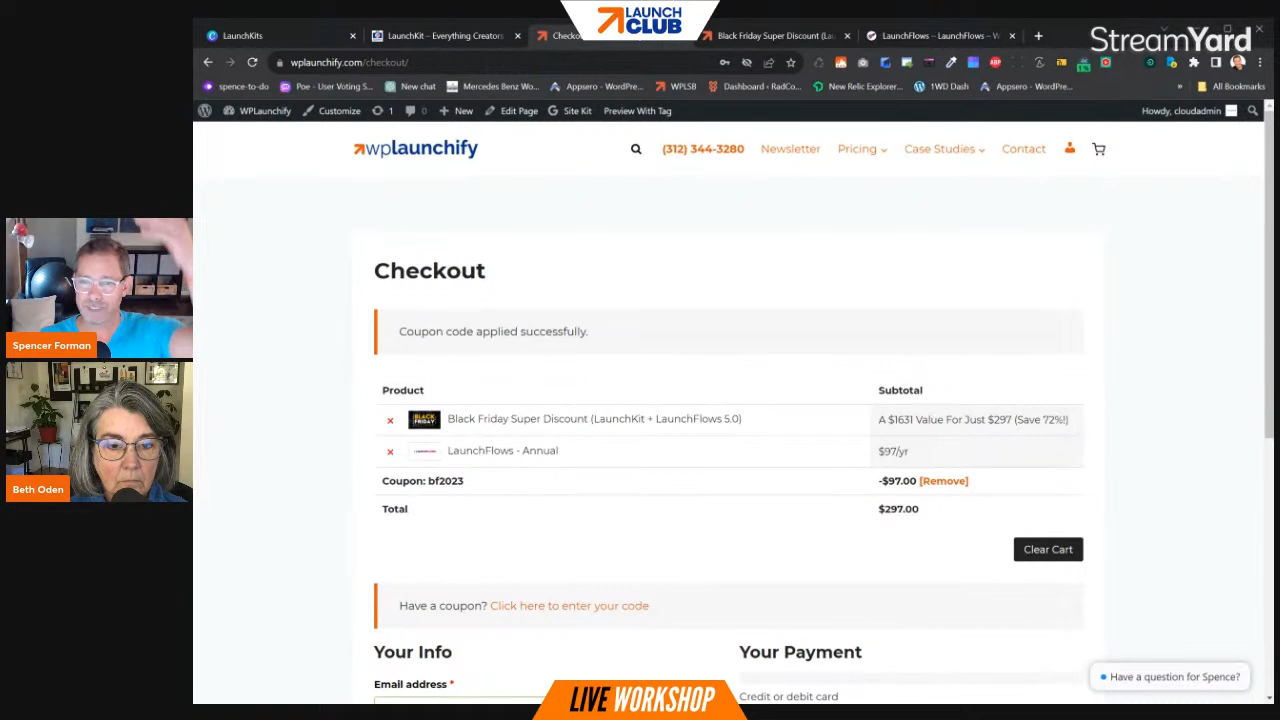 LAUNCH
CLUB
StreamYard
LaunchKits
LaunchKit – Everything Creators
Checko
Black Friday Super Discount (Lau
LaunchFlows – LaunchFlows – W
wplaunchify.com/checkout/
spence-to-do
Poe - User Voting S...
New chat
Mercedes Benz Wo...
Appsero - WordPre...
WPLSB
Dashboard ‹ RadCo...
New Relic Explorer...
1WD Dash
Appsero - WordPre...
All Bookmarks
WPLaunchify
Customize
1
New
Edit Page
Site Kit
Preview With Tag
Howdy, cloudadmin
wplaunchify
(312) 344-3280
Newsletter
Pricing
Case Studies
Contact
Checkout
Coupon code applied successfully.
Product
Subtotal
Black Friday Super Discount (LaunchKit + LaunchFlows 5.0)
A $1631 Value For Just $297 (Save 72%!)
LaunchFlows - Annual
$97/yr
Coupon: bf2023
-$97.00 [Remove]
Total
$297.00
Clear Cart
Have a coupon? Click here to enter your code
Your Info
Your Payment
Email address *
Credit or debit card
Have a question for Spence?
Spencer Forman
Beth Oden
LIVE WORKSHOP